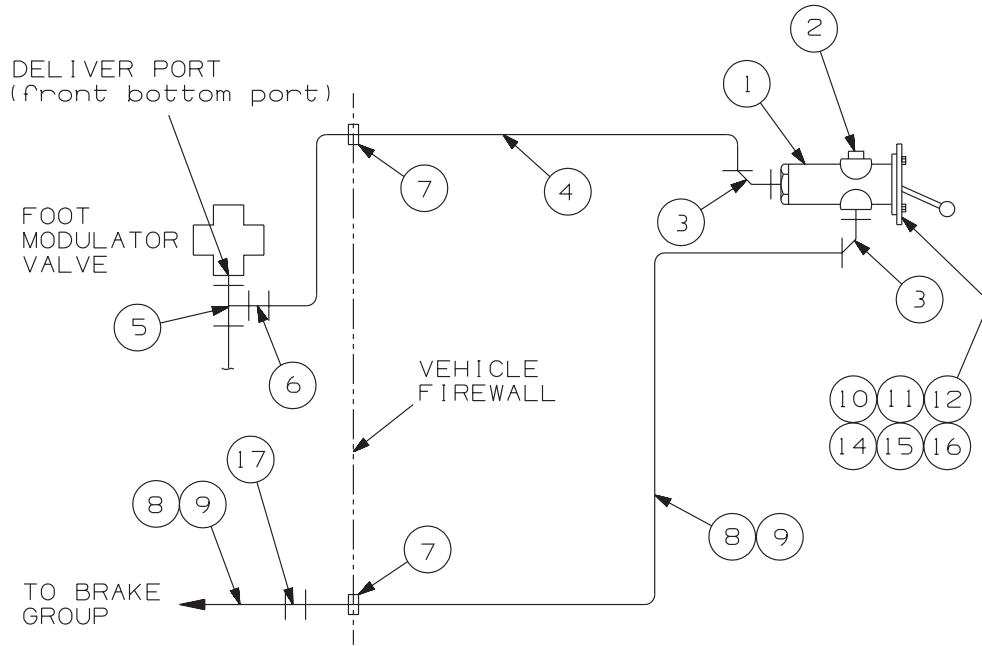 2
DELIVER PORT
(front bottom port)
1
7
4
3
FOOT
MODULATOR
VALVE
3
5
6
VEHICLE
FIREWALL
10 11 12
14 15 16
17
8 9
8 9
7
TO BRAKE
GROUP